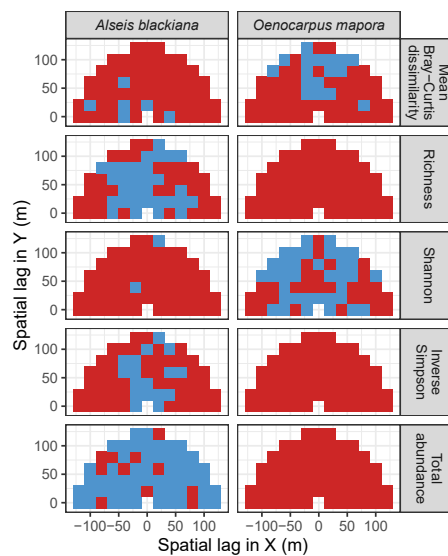 Alseis blackiana
Oenocarpus mapora
100
50
0
Mean
Bray−Curtis
dissimilarity
100
50
0
Richness
100
50
0
Shannon
100
50
0
Inverse
Simpson
100
50
0
Total
abundance
−100−50 0 50 100
−100−50 0 50 100
Spatial lag in X (m)
Spatial lag in Y (m)